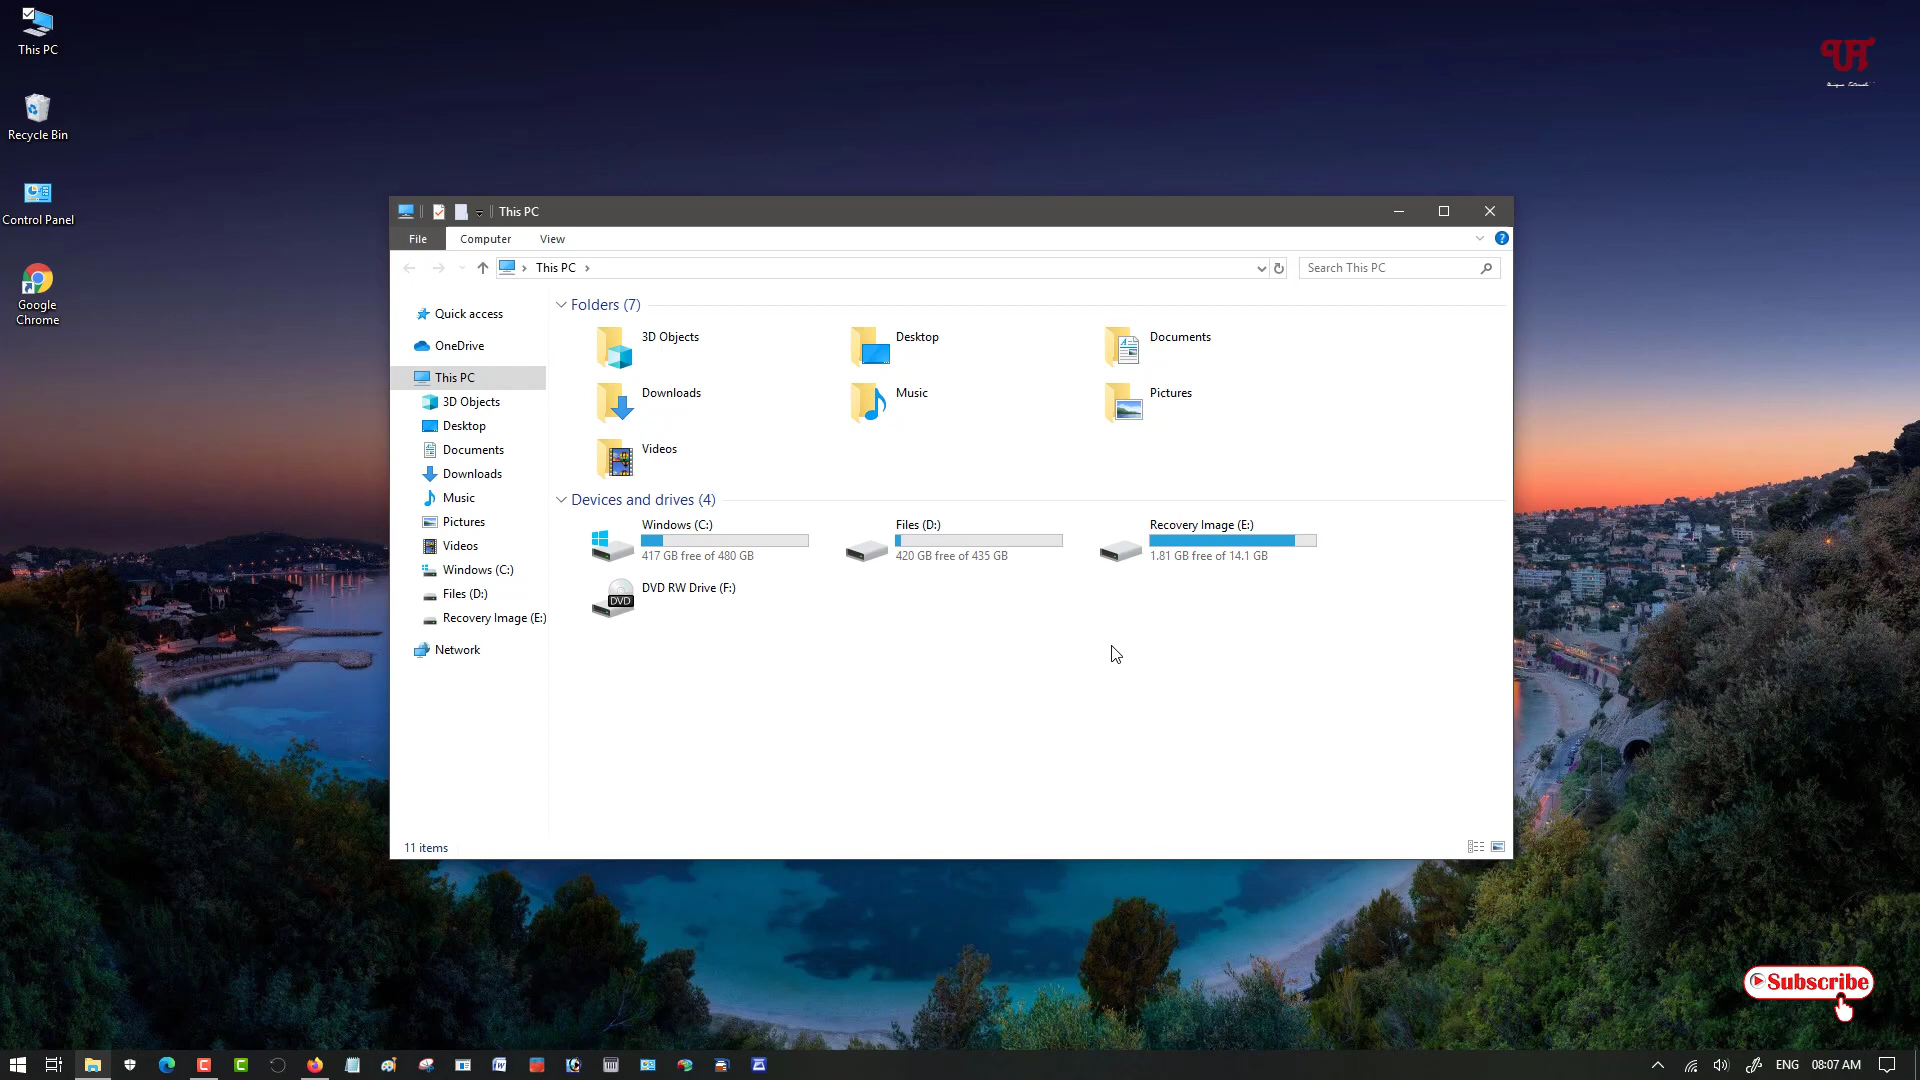 This PC
Recycle Bin
Control Panel
Google
Chrome
This PC
File Computer View
This PC
Search This PC
Quick access
OneDrive
This PC
3D Objects
Desktop
Documents
Downloads
Music
Pictures
Videos
Windows (C:)
Files (D:)
Recovery Image (E:)
Network
Folders (7)
3D Objects
Desktop
Documents
Downloads
Music
Pictures
Videos
Devices and drives (4)
Windows (C:)
417 GB free of 480 GB
Files (D:)
420 GB free of 435 GB
Recovery Image (E:)
1.81 GB free of 14.1 GB
DVD
DVD RW Drive (F:)
11 items
Subscribe
ENG 08:07 AM